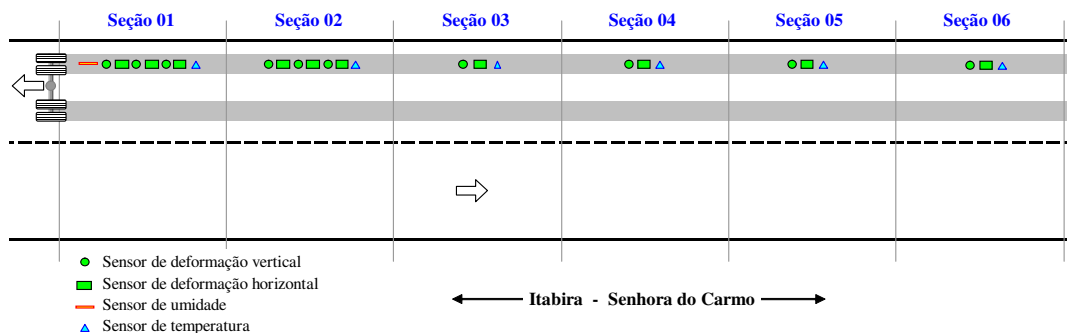 Seção 01
Seção 02
Seção 03
Seção 04
Seção 05
Seção 06
Sensor de deformação vertical
Sensor de deformação horizontal
Sensor de umidade
Sensor de temperatura
Itabira - Senhora do Carmo